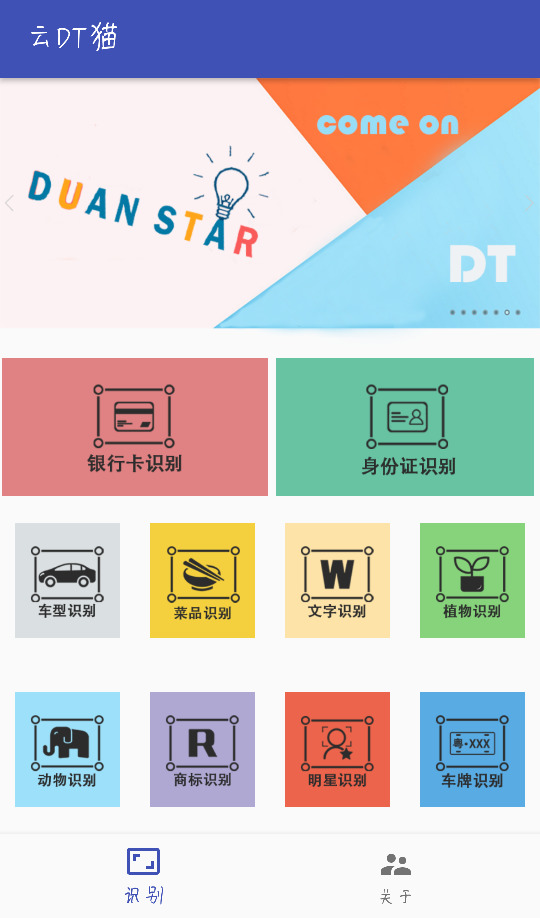 云DT猫
come on
DUAN STAR
DT
银行卡识别
身份证识别
车型识别
菜品识别
W
文字识别
植物识别
动物识别
R
商标识别
明星识别
粤·XXX
车牌识别
识别
关于